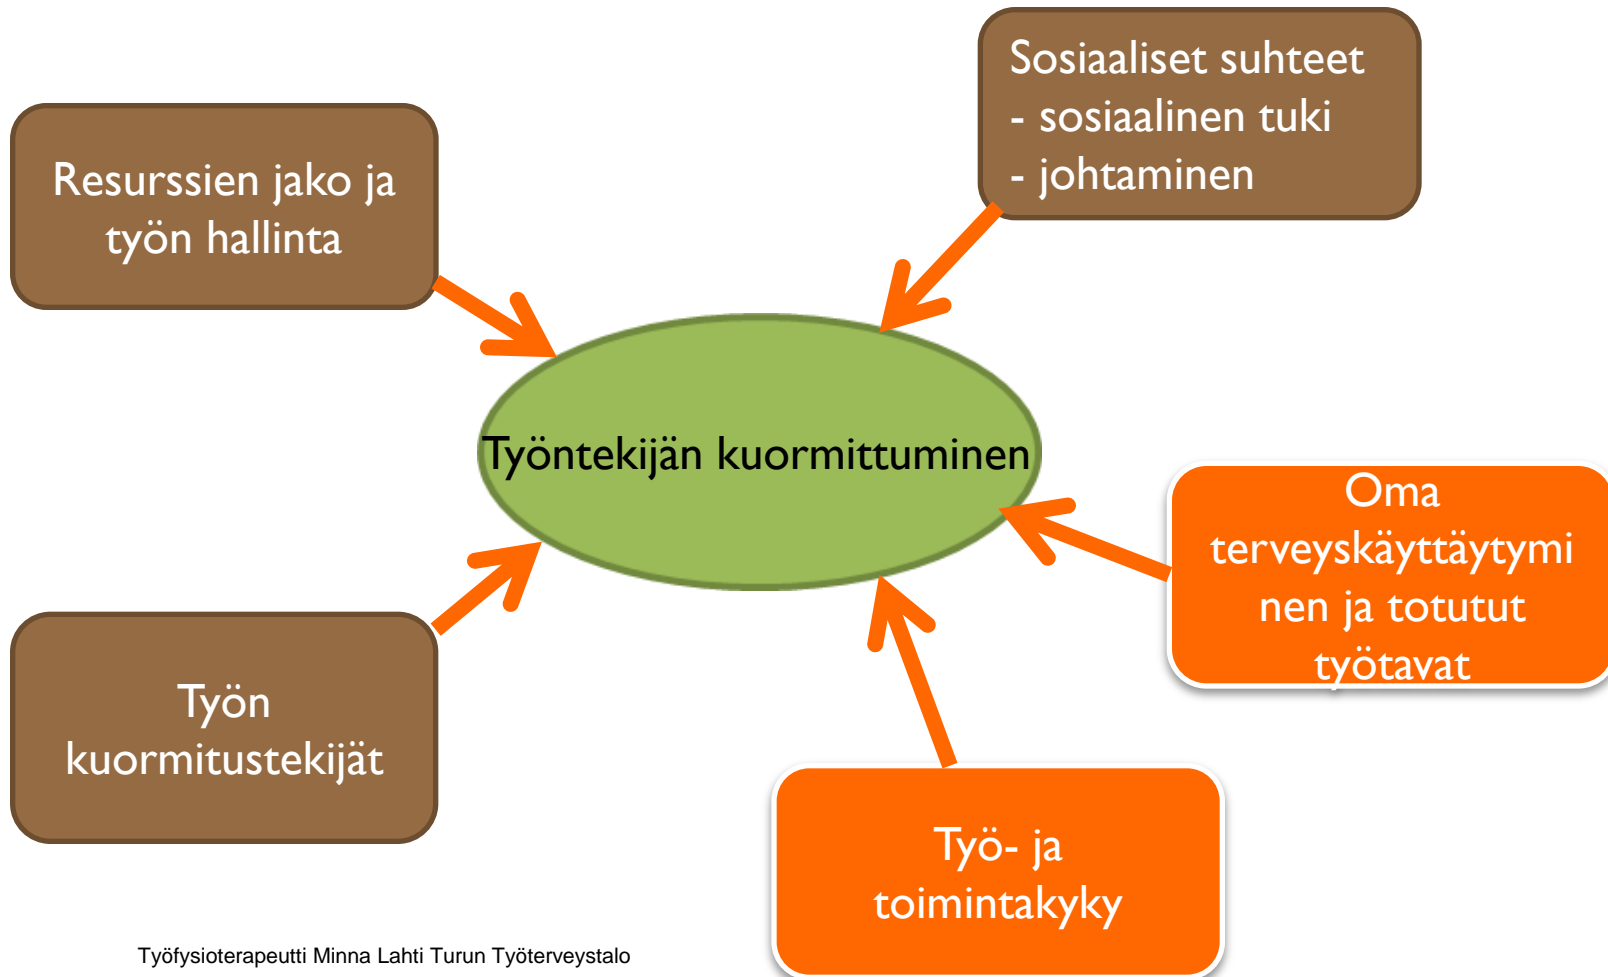 Sosiaaliset suhteet
- sosiaalinen tuki
- johtaminen
Resurssien jako ja
työn hallinta
Työntekijän kuormittuminen
Oma
terveyskäyttäytymi
nen ja totutut
työtavat
Työn
kuormitustekijät
Työ- ja
toimintakyky
Työfysioterapeutti Minna Lahti Turun Työterveystalo